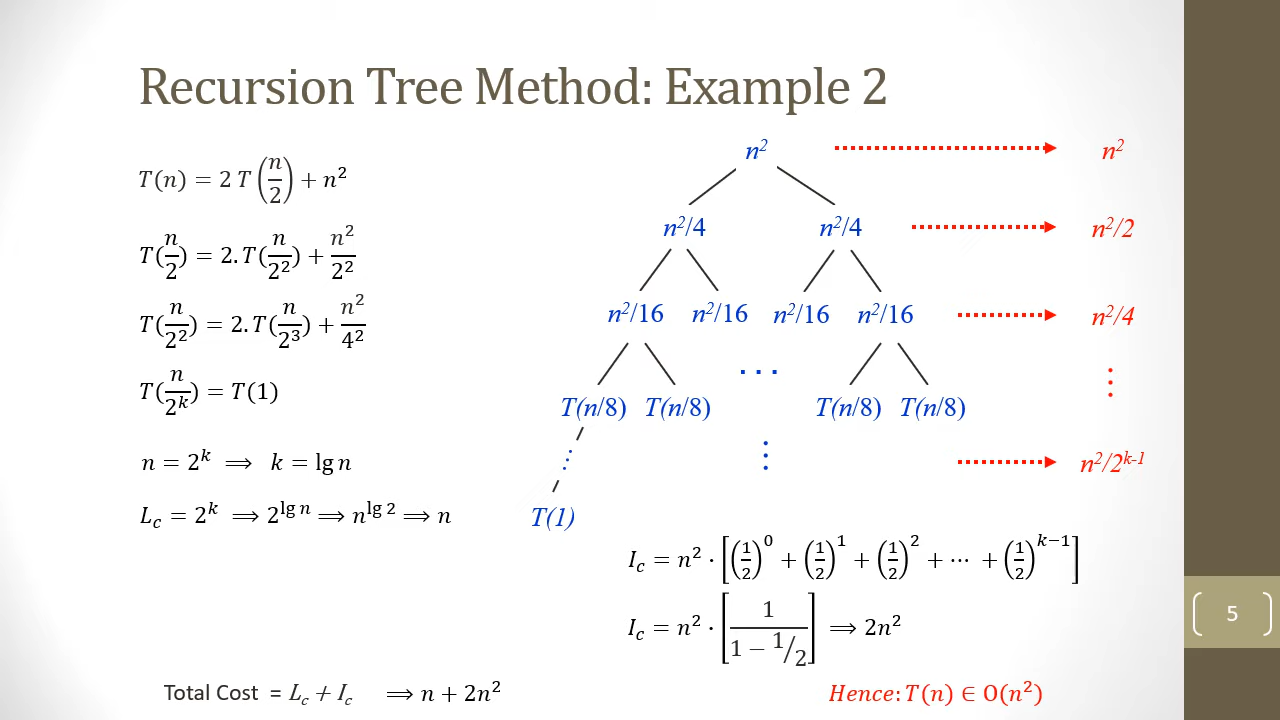 Recursion Tree Method: Example 2
T(n) = 2 T(n/2) + n²
T(n/2) = 2.T(n/2²) + n²/2²
T(n/2²) = 2.T(n/2³) + n²/4²
T(n/2ᵏ) = T(1)
n = 2ᵏ ⟹ k = lg n
L_c = 2ᵏ ⟹ 2^(lg n) ⟹ n^(lg 2) ⟹ n
n² n²
n²/4 n²/4 n²/2
n²/16 n²/16 n²/16 n²/16 n²/4
. . . ⋮
T(n/8) T(n/8) T(n/8) T(n/8)
⋮ ⋮ n²/2^(k-1)
T(1)
I_c = n² · [(1/2)⁰ + (1/2)¹ + (1/2)² + ⋯ + (1/2)^(k−1)]
I_c = n² · [1/(1 − 1/2)] ⟹ 2n²
5
Total Cost = L_c + I_c ⟹ n + 2n²
Hence: T(n) ∈ O(n²)